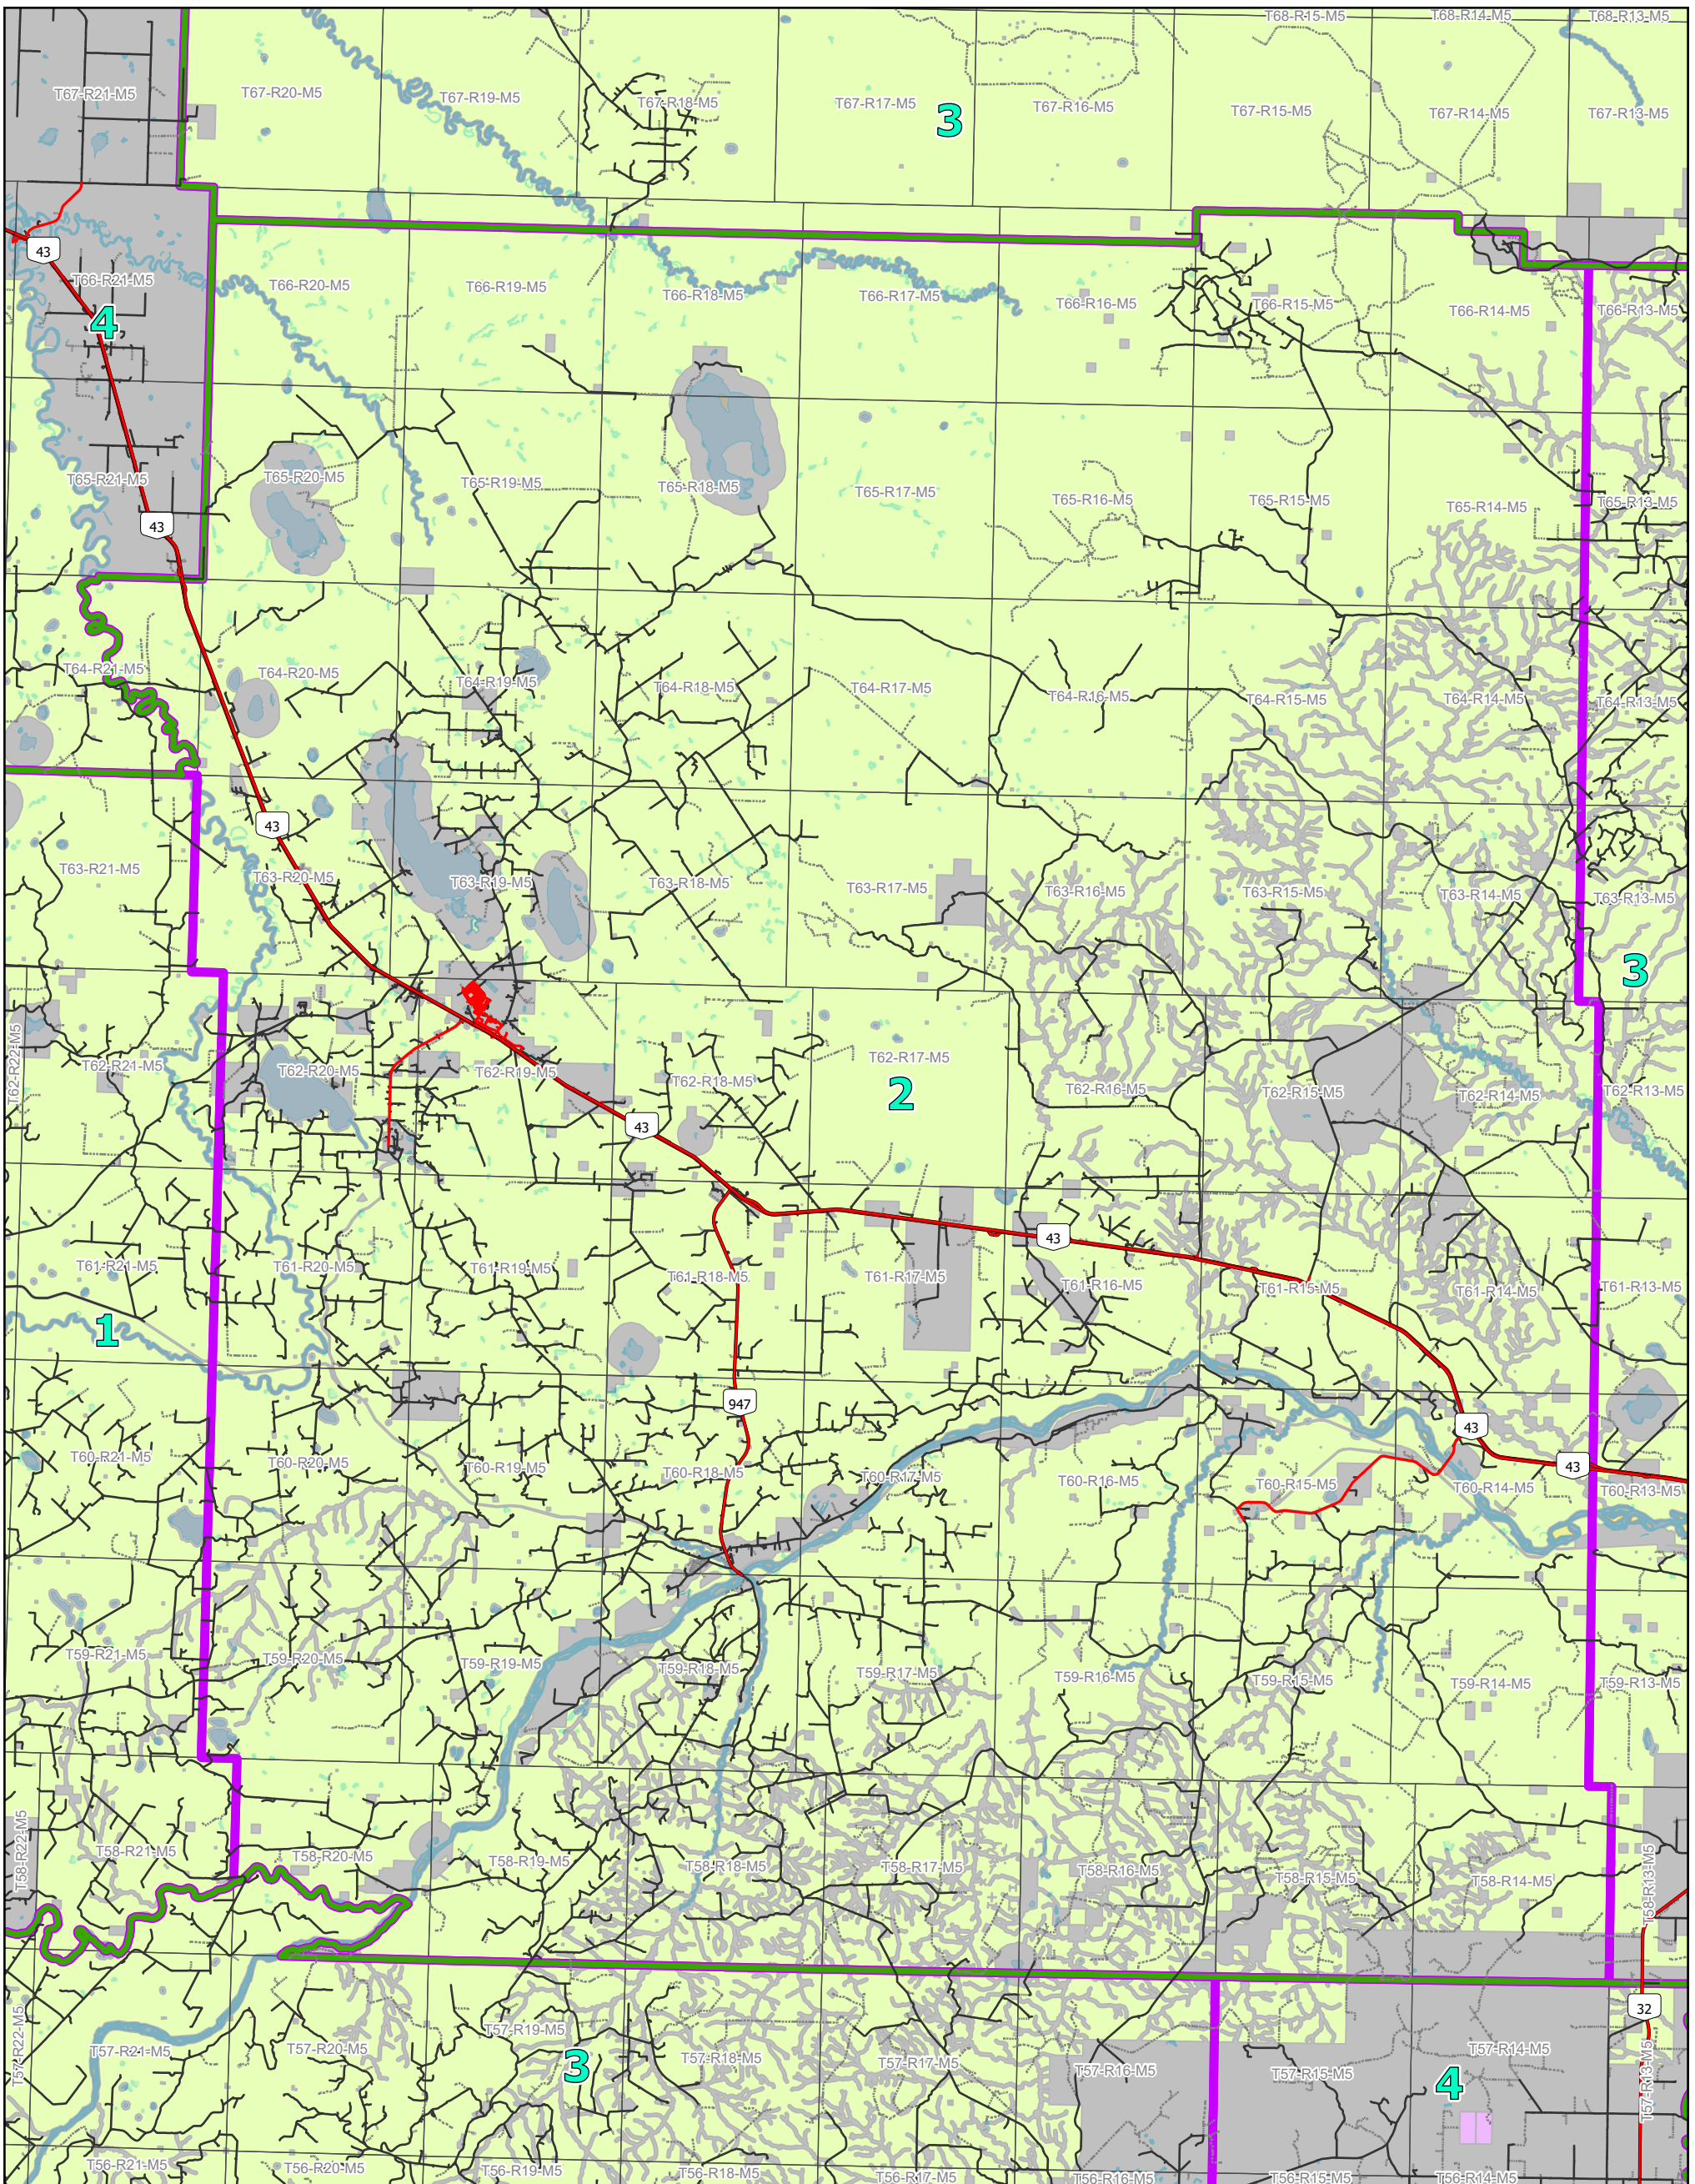 T68-R15-M5 T68-R14-M5 T68-R13-M5
T67-R21-M5 T67-R20-M5 T67-R19-M5 T67-R18-M5 T67-R17-M5 T67-R16-M5 T67-R15-M5 T67-R14-M5 T67-R13-M5
3
43
T66-R21-M5 T66-R20-M5 T66-R19-M5 T66-R18-M5 T66-R17-M5 T66-R16-M5 T66-R15-M5 T66-R14-M5 T66-R13-M5
4
T65-R21-M5 T65-R20-M5 T65-R19-M5 T65-R18-M5 T65-R17-M5 T65-R16-M5 T65-R15-M5 T65-R14-M5 T65-R13-M5
43
T64-R21-M5 T64-R20-M5 T64-R19-M5 T64-R18-M5 T64-R17-M5 T64-R16-M5 T64-R15-M5 T64-R14-M5 T64-R13-M5
43
T63-R21-M5 T63-R20-M5 T63-R19-M5 T63-R18-M5 T63-R17-M5 T63-R16-M5 T63-R15-M5 T63-R14-M5 T63-R13-M5
3
T62-R22-M5 T62-R21-M5 T62-R20-M5 T62-R19-M5 T62-R18-M5 T62-R17-M5 T62-R16-M5 T62-R15-M5 T62-R14-M5 T62-R13-M5
2
43
43
T61-R21-M5 T61-R20-M5 T61-R19-M5 T61-R18-M5 T61-R17-M5 T61-R16-M5 T61-R15-M5 T61-R14-M5 T61-R13-M5
1
947
43
43
T60-R21-M5 T60-R20-M5 T60-R19-M5 T60-R18-M5 T60-R17-M5 T60-R16-M5 T60-R15-M5 T60-R14-M5 T60-R13-M5
T59-R21-M5 T59-R20-M5 T59-R19-M5 T59-R18-M5 T59-R17-M5 T59-R16-M5 T59-R15-M5 T59-R14-M5 T59-R13-M5
T58-R22-M5 T58-R21-M5 T58-R20-M5 T58-R19-M5 T58-R18-M5 T58-R17-M5 T58-R16-M5 T58-R15-M5 T58-R14-M5 T58-R13-M5
32
T57-R22-M5 T57-R21-M5 T57-R20-M5 T57-R19-M5 T57-R18-M5 T57-R17-M5 T57-R16-M5 T57-R15-M5 T57-R14-M5 T57-R13-M5
3
4
T56-R21-M5 T56-R20-M5 T56-R19-M5 T56-R18-M5 T56-R17-M5 T56-R16-M5 T56-R15-M5 T56-R14-M5